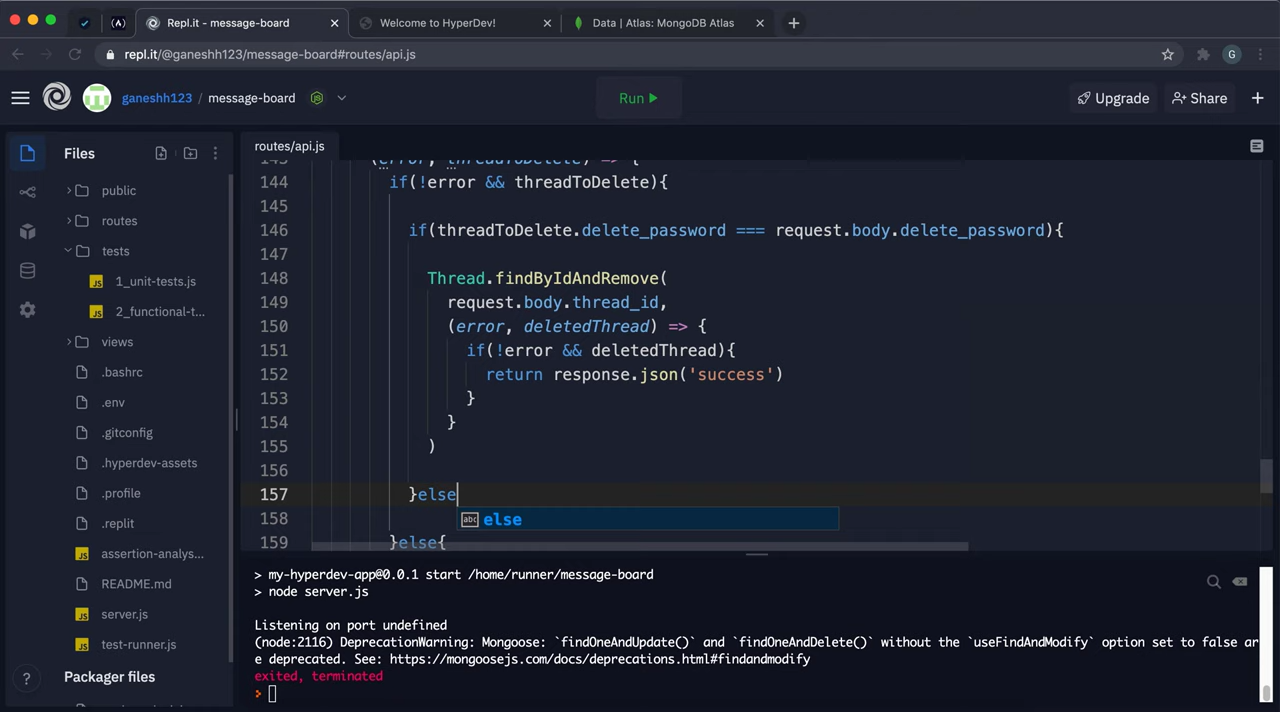 Repl.it - message-board
Welcome to HyperDev!
Data | Atlas: MongoDB Atlas
repl.it/@ganeshh123/message-board#routes/api.js
G
ganeshh123 / message-board
Run
Upgrade
Share
Files
public
routes
tests
1_unit-tests.js
2_functional-t...
views
.bashrc
.env
.gitconfig
.hyperdev-assets
.profile
.replit
assertion-analys...
README.md
server.js
test-runner.js
Packager files
routes/api.js
143 (error, threadToDelete) => {
144 if(!error && threadToDelete){
145
146 if(threadToDelete.delete_password === request.body.delete_password){
147
148 Thread.findByIdAndRemove(
149 request.body.thread_id,
150 (error, deletedThread) => {
151 if(!error && deletedThread){
152 return response.json('success')
153 }
154 }
155 )
156
157 }else
else
158
159 }else{
> my-hyperdev-app@0.0.1 start /home/runner/message-board
> node server.js
Listening on port undefined
(node:2116) DeprecationWarning: Mongoose: `findOneAndUpdate()` and `findOneAndDelete()` without the `useFindAndModify` option set to false ar
e deprecated. See: https://mongoosejs.com/docs/deprecations.html#findandmodify
exited, terminated